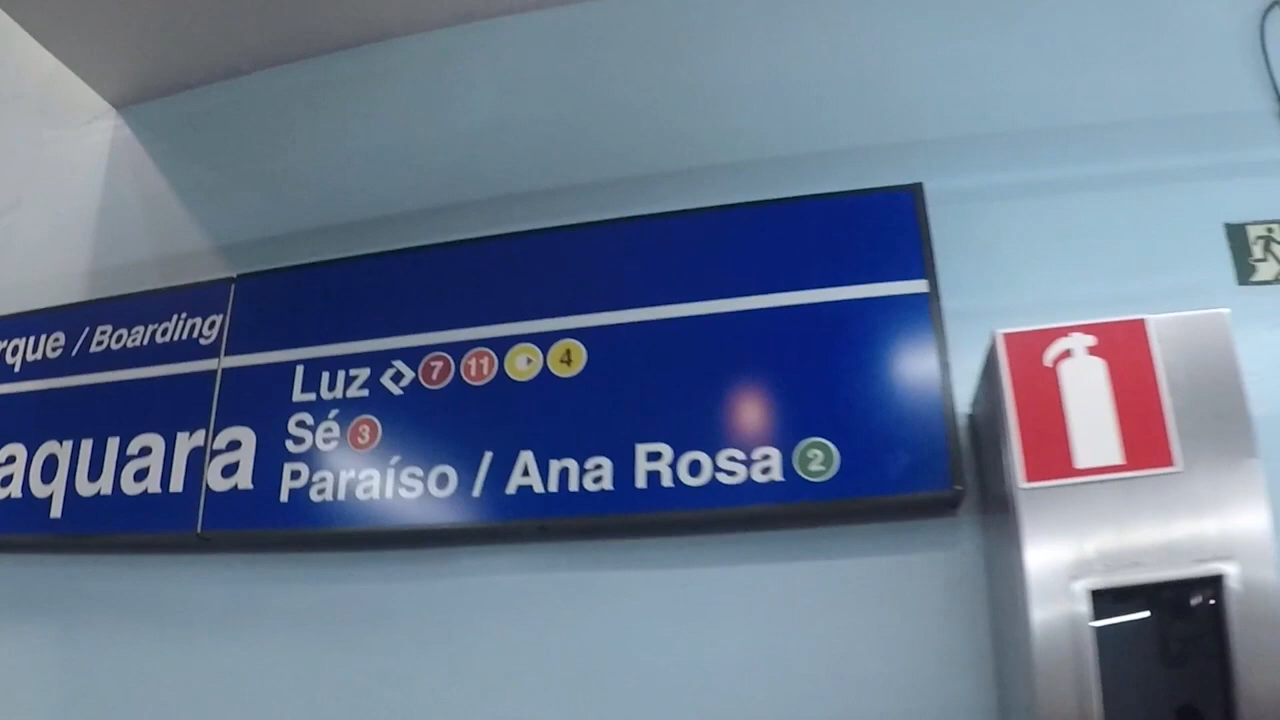 rque / Boarding
aquara
Luz 7 11 4
Sé 3
Paraíso / Ana Rosa 2